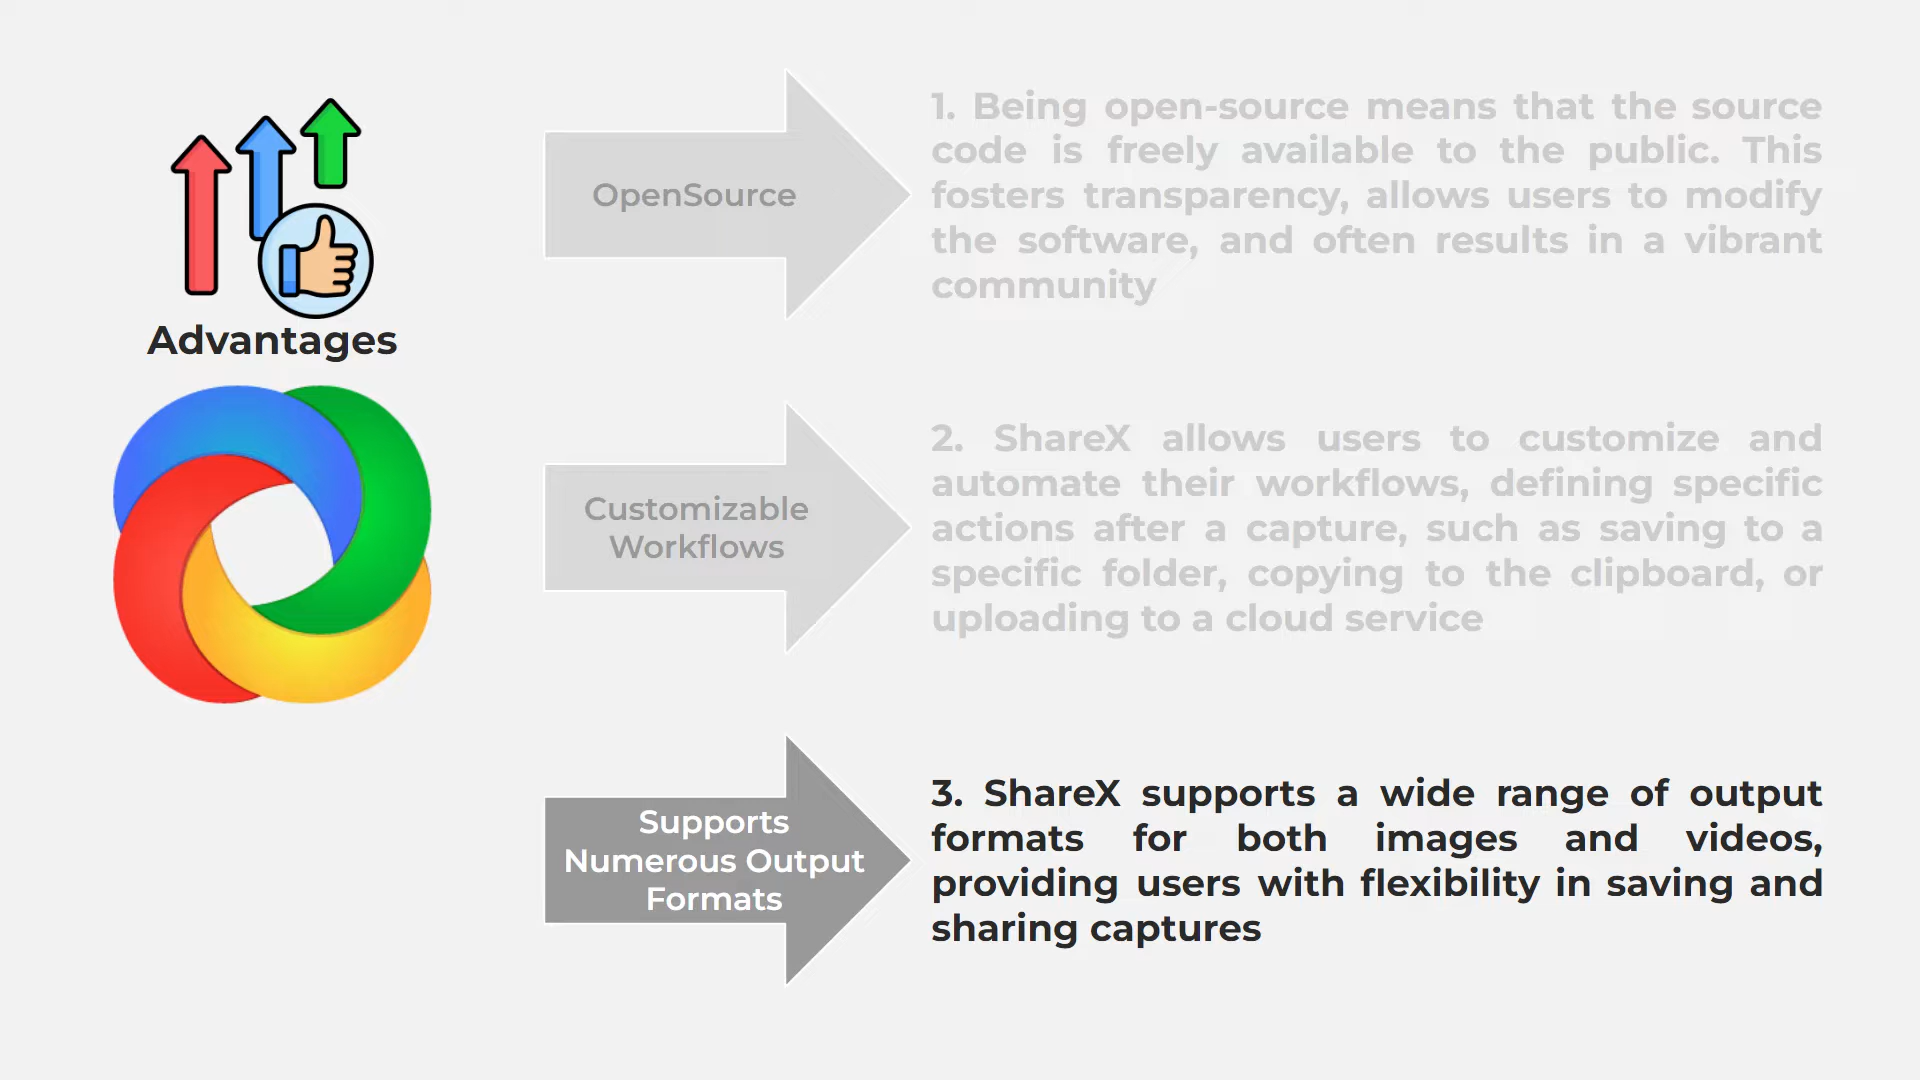 Advantages
OpenSource
1. Being open-source means that the source
code is freely available to the public. This
fosters transparency, allows users to modify
the software, and often results in a vibrant
community
Customizable
Workflows
2. ShareX allows users to customize and
automate their workflows, defining specific
actions after a capture, such as saving to a
specific folder, copying to the clipboard, or
uploading to a cloud service
Supports
Numerous Output
Formats
3. ShareX supports a wide range of output
formats for both images and videos,
providing users with flexibility in saving and
sharing captures